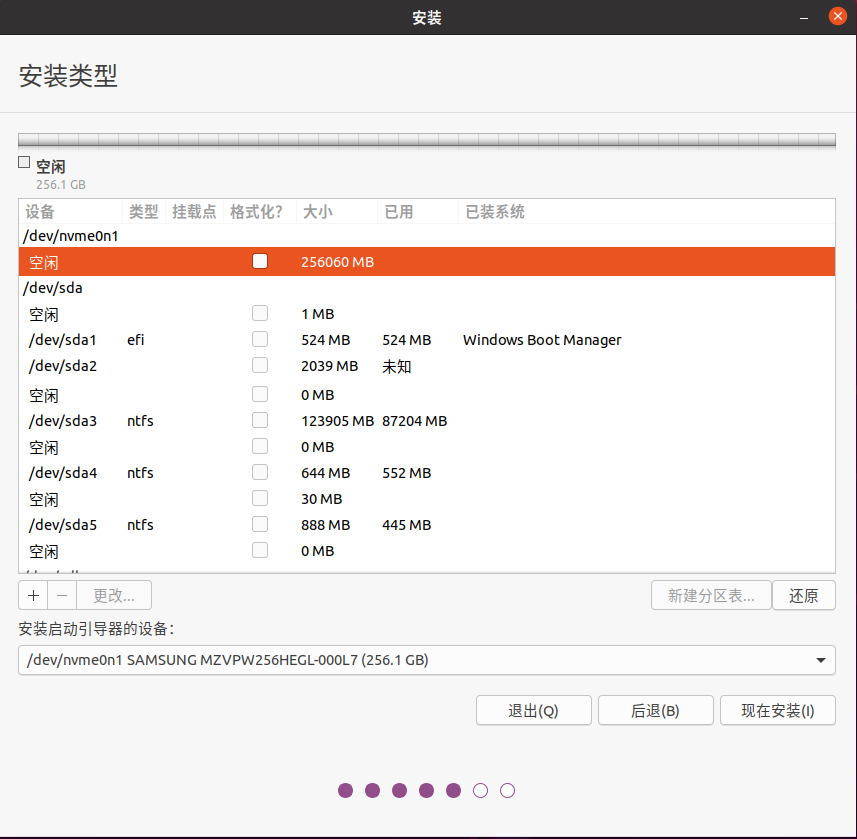 安装
安装类型
空闲
256.1 GB
设备 类型 挂载点 格式化? 大小 已用 已装系统
/dev/nvme0n1
空闲 256060 MB
/dev/sda
空闲 1 MB
/dev/sda1 efi 524 MB 524 MB Windows Boot Manager
/dev/sda2 2039 MB 未知
空闲 0 MB
/dev/sda3 ntfs 123905 MB 87204 MB
空闲 0 MB
/dev/sda4 ntfs 644 MB 552 MB
空闲 30 MB
/dev/sda5 ntfs 888 MB 445 MB
空闲 0 MB
+ − 更改... 新建分区表... 还原
安装启动引导器的设备:
/dev/nvme0n1 SAMSUNG MZVPW256HEGL-000L7 (256.1 GB)
退出(Q) 后退(B) 现在安装(I)